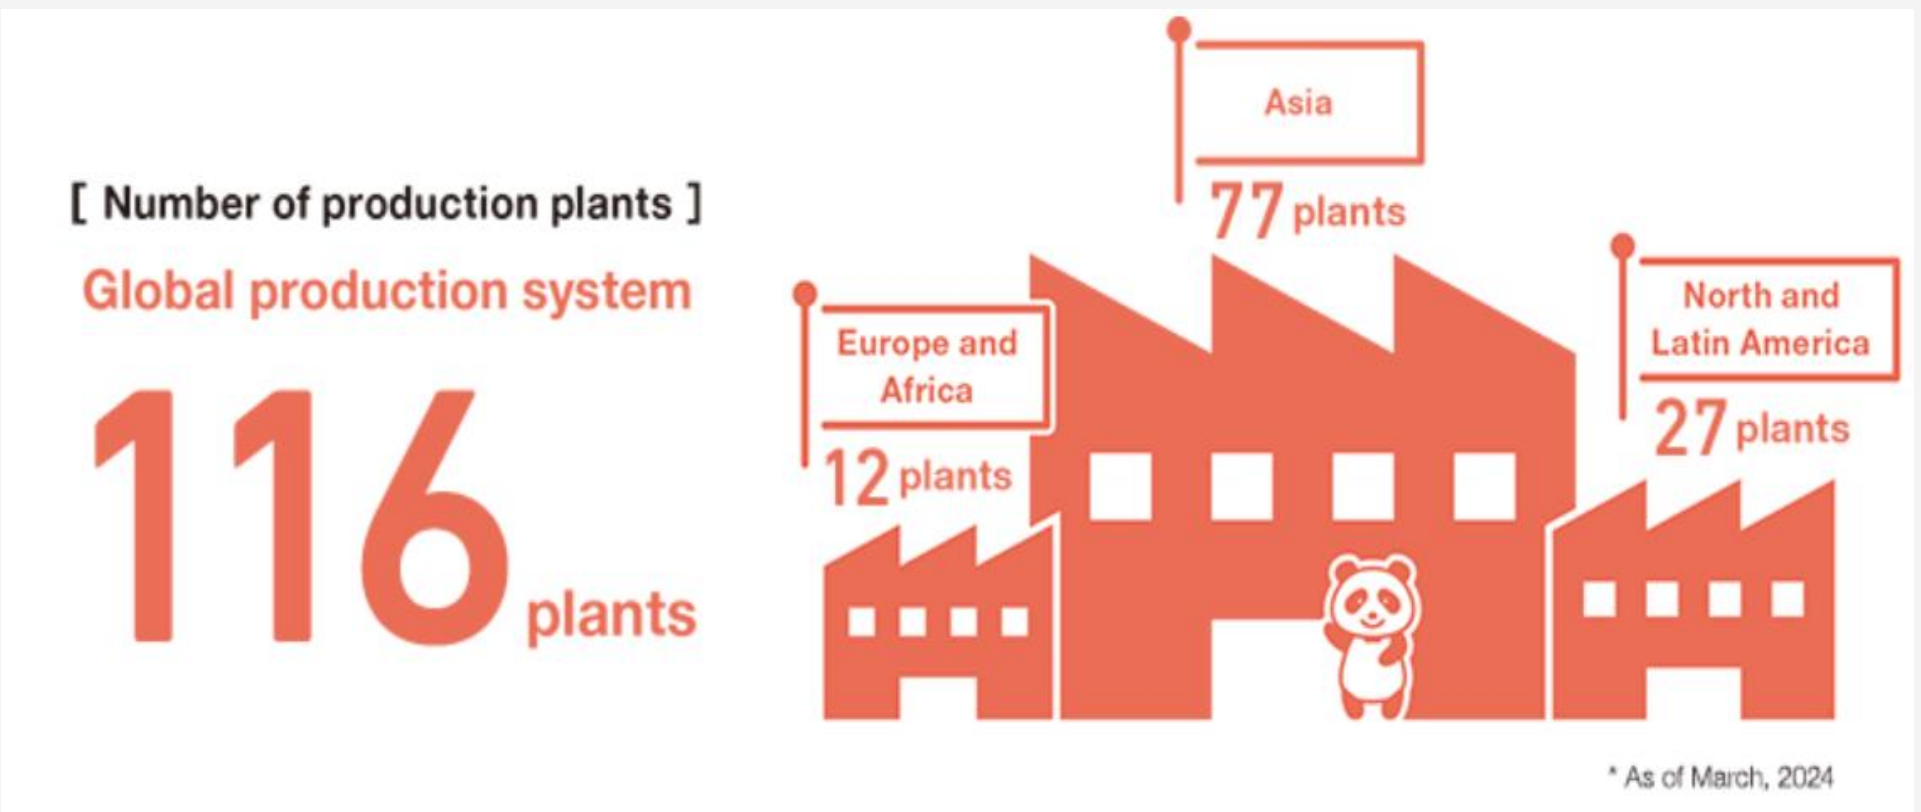 [ Number of production plants ]
Global production system
116 plants
Asia
77 plants
Europe and
Africa
12 plants
North and
Latin America
27 plants
* As of March, 2024